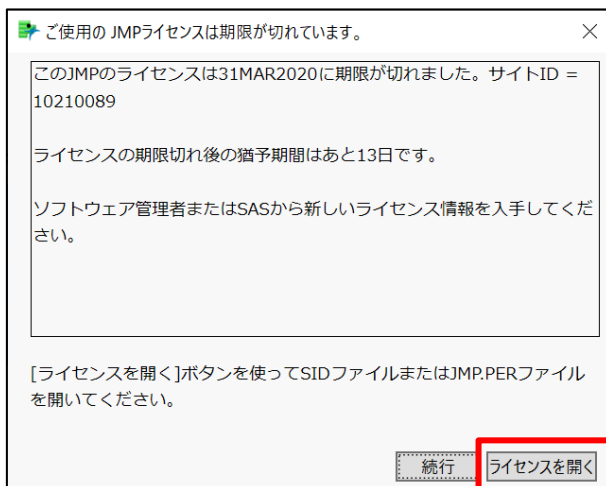 ご使用の JMPライセンスは期限が切れています。
このJMPのライセンスは31MAR2020に期限が切れました。サイトID =
10210089
ライセンスの期限切れ後の猶予期間はあと13日です。
ソフトウェア管理者またはSASから新しいライセンス情報を入手してくだ
さい。
[ライセンスを開く]ボタンを使ってSIDファイルまたはJMP.PERファイル
を開いてください。
続行 ライセンスを開く